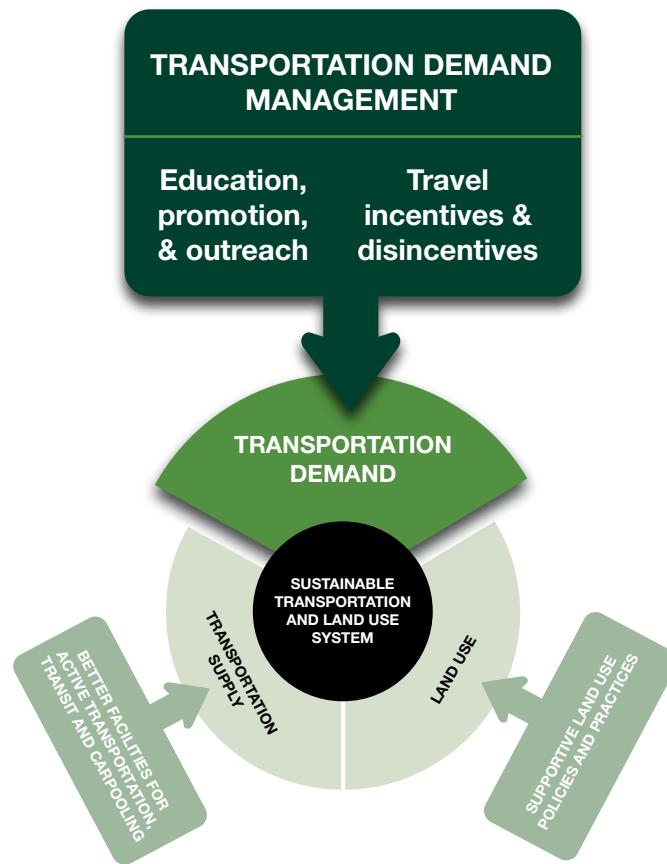 TRANSPORTATION DEMAND
MANAGEMENT
Education,
promotion,
& outreach
Travel
incentives &
disincentives
TRANSPORTATION
DEMAND
SUSTAINABLE
TRANSPORTATION
AND LAND USE
SYSTEM
TRANSPORTATION
SUPPLY
LAND USE
BETTER FACILITIES FOR
ACTIVE TRANSPORTATION,
TRANSIT AND CARPOOLING
SUPPORTIVE LAND USE
POLICIES AND PRACTICES